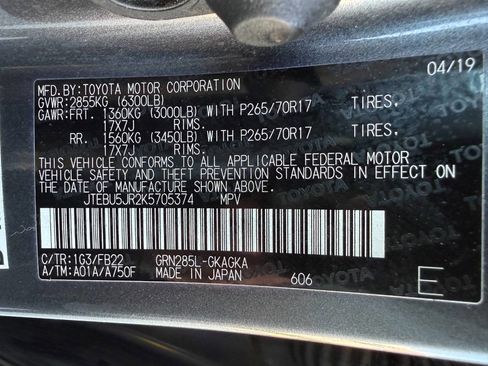 04/19
MFD. BY:TOYOTA MOTOR CORPORATION
GVWR:2855KG (6300LB)
GAWR:FRT. 1360KG (3000LB) WITH P265/70R17 TIRES,
17X7J RIMS.
RR. 1560KG (3450LB) WITH P265/70R17 TIRES,
17X7J RIMS.
THIS VEHICLE CONFORMS TO ALL APPLICABLE FEDERAL MOTOR
VEHICLE SAFETY AND THEFT PREVENTION STANDARDS IN EFFECT ON
THE DATE OF MANUFACTURE SHOWN ABOVE.
JTEBU5JR2K5705374 MPV
C/TR:1G3/FB22 GRN285L-GKAGKA
A/TM:A01A/A750F MADE IN JAPAN 606 E